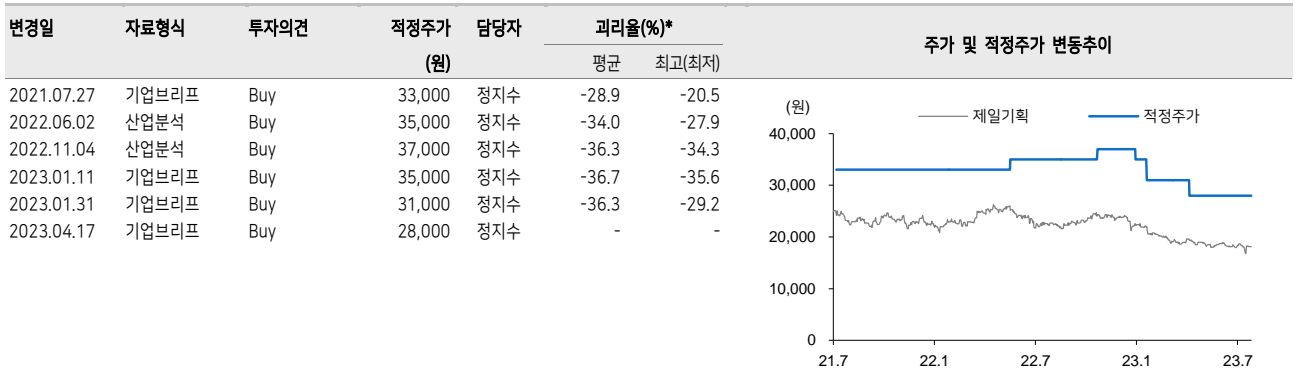 변경일 자료형식 투자의견 적정주가 담당자 괴리율(%)* 주가 및 적정주가 변동추이
(원) 평균 최고(최저)
2021.07.27 기업브리프 Buy 33,000 정지수 -28.9 -20.5
2022.06.02 산업분석 Buy 35,000 정지수 -34.0 -27.9
2022.11.04 산업분석 Buy 37,000 정지수 -36.3 -34.3
2023.01.11 기업브리프 Buy 35,000 정지수 -36.7 -35.6
2023.01.31 기업브리프 Buy 31,000 정지수 -36.3 -29.2
2023.04.17 기업브리프 Buy 28,000 정지수 - -
(원)
제일기획 적정주가
40,000
30,000
20,000
10,000
0
21.7 22.1 22.7 23.1 23.7